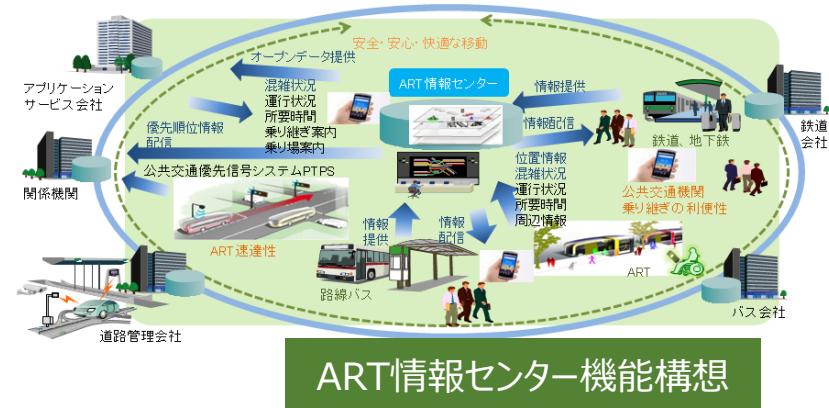 安全・安心・快適な移動
オープンデータ提供
アプリケーション
サービス会社
混雑状況
運行状況
所要時間
乗り継ぎ案内
乗り場案内
ART情報センター
情報提供
鉄道、地下鉄
鉄道
会社
優先順位情報
配信
情報配信
関係機関
公共交通優先信号システムPTPS
位置情報
混雑状況
運行状況
所要時間
周辺情報
公共交通機関
乗り継ぎの利便性
ART速達性
情報
提供
情報
配信
路線バス
ART
バス会社
道路管理会社
ART情報センター機能構想